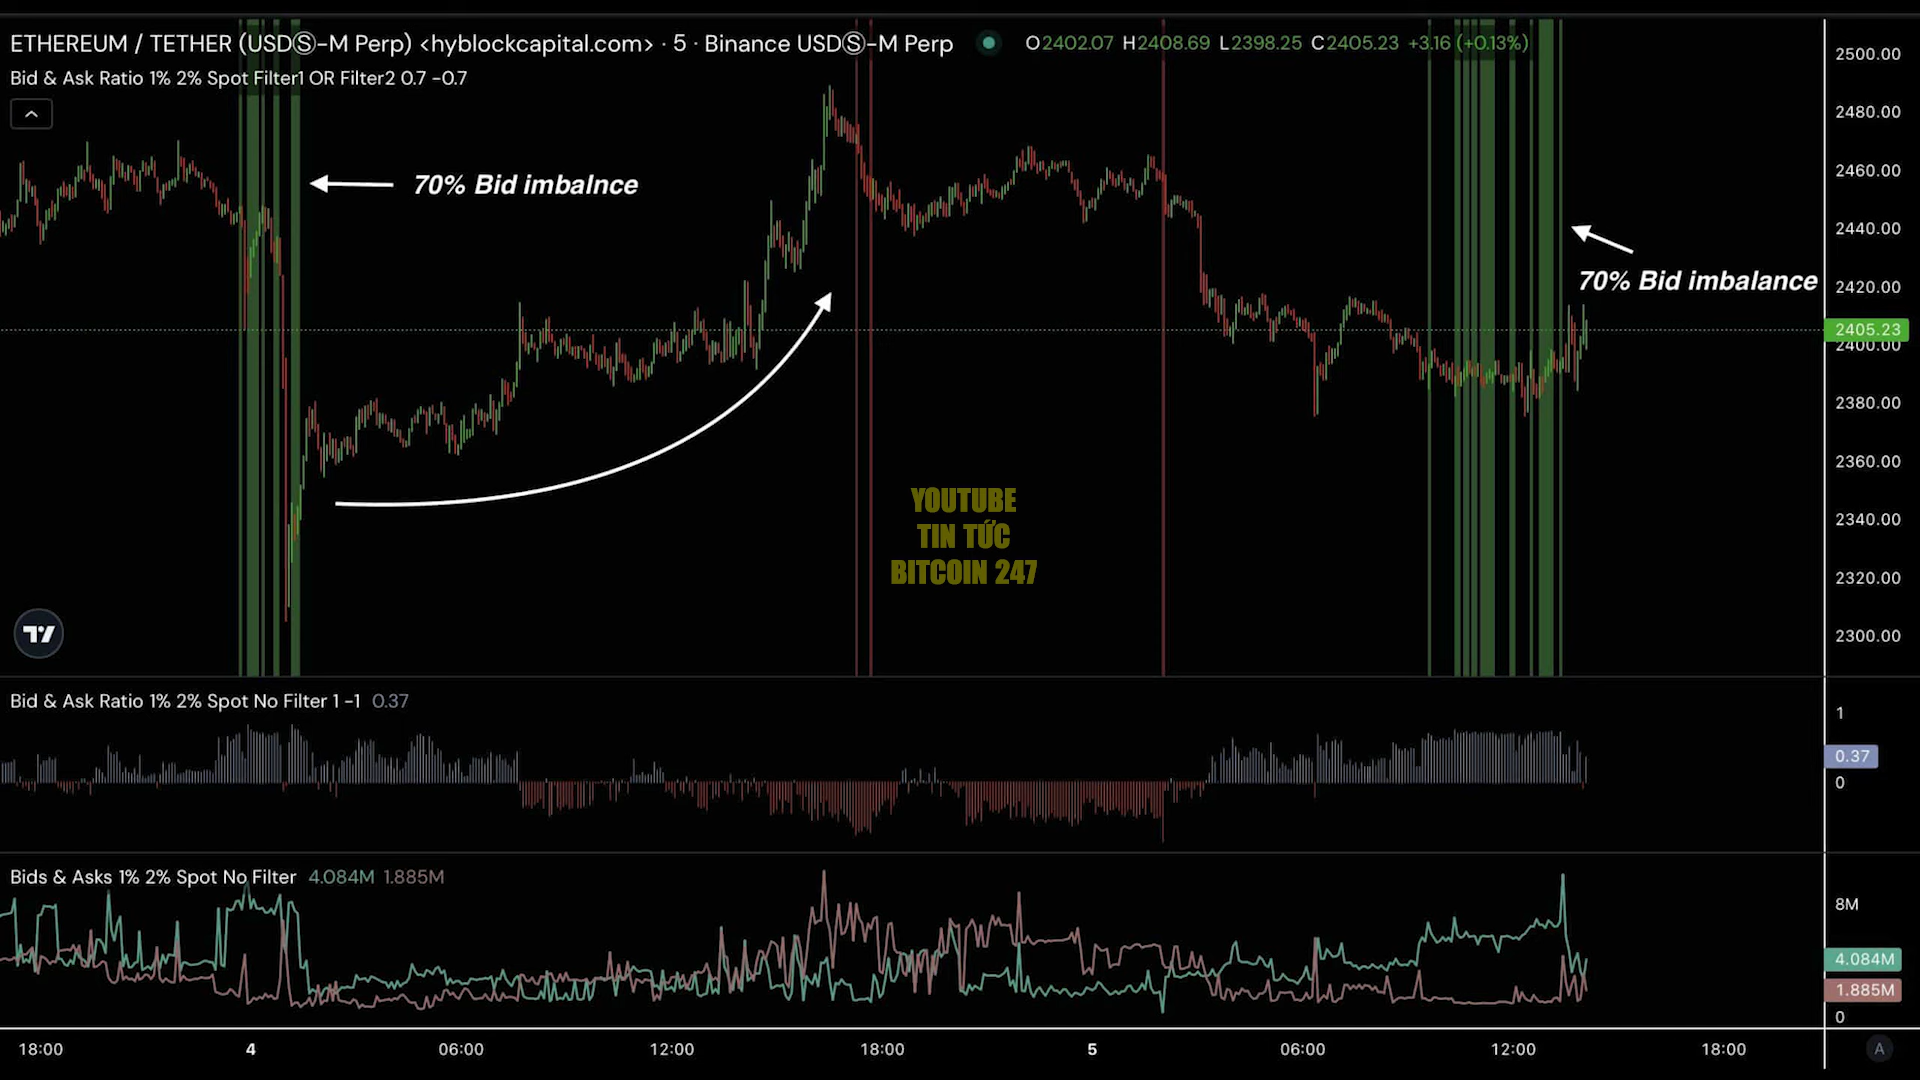 ETHEREUM / TETHER (USDⓈ-M Perp) <hyblockcapital.com> · 5 · Binance USDⓈ-M Perp O2402.07 H2408.69 L2398.25 C2405.23 +3.16 (+0.13%)
Bid & Ask Ratio 1% 2% Spot Filter1 OR Filter2 0.7 -0.7
70% Bid imbalnce
70% Bid imbalance
YOUTUBE
TIN TỨC
BITCOIN 247
2500.00
2480.00
2460.00
2440.00
2420.00
2405.23
2400.00
2380.00
2360.00
2340.00
2320.00
2300.00
Bid & Ask Ratio 1% 2% Spot No Filter 1 -1 0.37
1
0.37
0
Bids & Asks 1% 2% Spot No Filter 4.084M 1.885M
8M
4.084M
1.885M
0
18:00 4 06:00 12:00 18:00 5 06:00 12:00 18:00 A